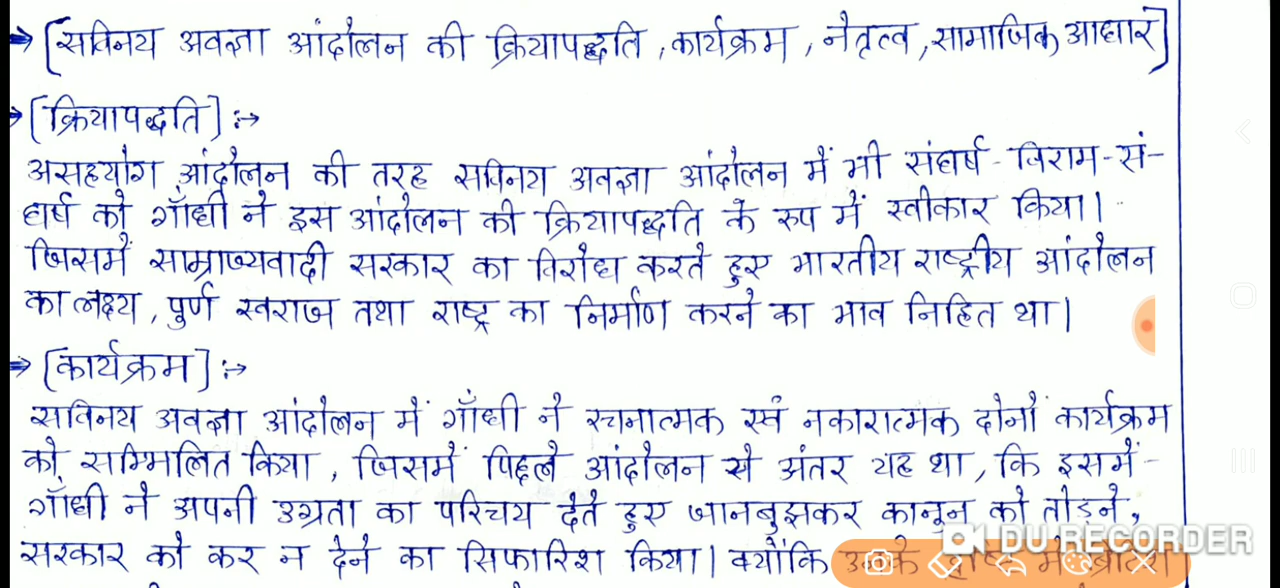 → [सविनय अवज्ञा आंदोलन की क्रियापद्धति, कार्यक्रम, नेतृत्व, सामाजिक आधार]
→ [क्रियापद्धति] :→
असहयोग आंदोलन की तरह सविनय अवज्ञा आंदोलन में भी संघर्ष - विराम - सं-
घार्ष को गाँधी ने इस आंदोलन की क्रियापद्धति के रुप में स्वीकार किया।
जिसमें साम्राज्यवादी सरकार का विरोध करते हुए भारतीय राष्ट्रीय आंदोलन
का लक्ष्य, पुर्ण स्वराज तथा राष्ट्र का निर्माण करने का भाव निहित था।
→ [कार्यक्रम] :→
सविनय अवज्ञा आंदोलन में गाँधी ने रचनात्मक एवं नकारात्मक दोनों कार्यक्रम
को सम्मिलित किया, जिसमें पिछले आंदोलन से अंतर यह था, कि इसमें -
गाँधी ने अपनी उग्रता का परिचय देते हुए जानबुझकर कानुन को तोड़ने,
सरकार को कर न देने का सिफारिश किया। क्योंकि
DU RECORDER